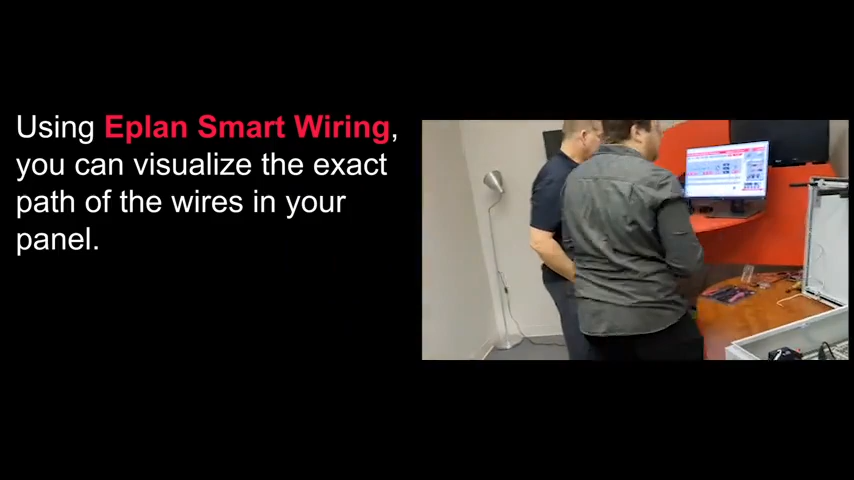 Using Eplan Smart Wiring,
you can visualize the exact
path of the wires in your
panel.